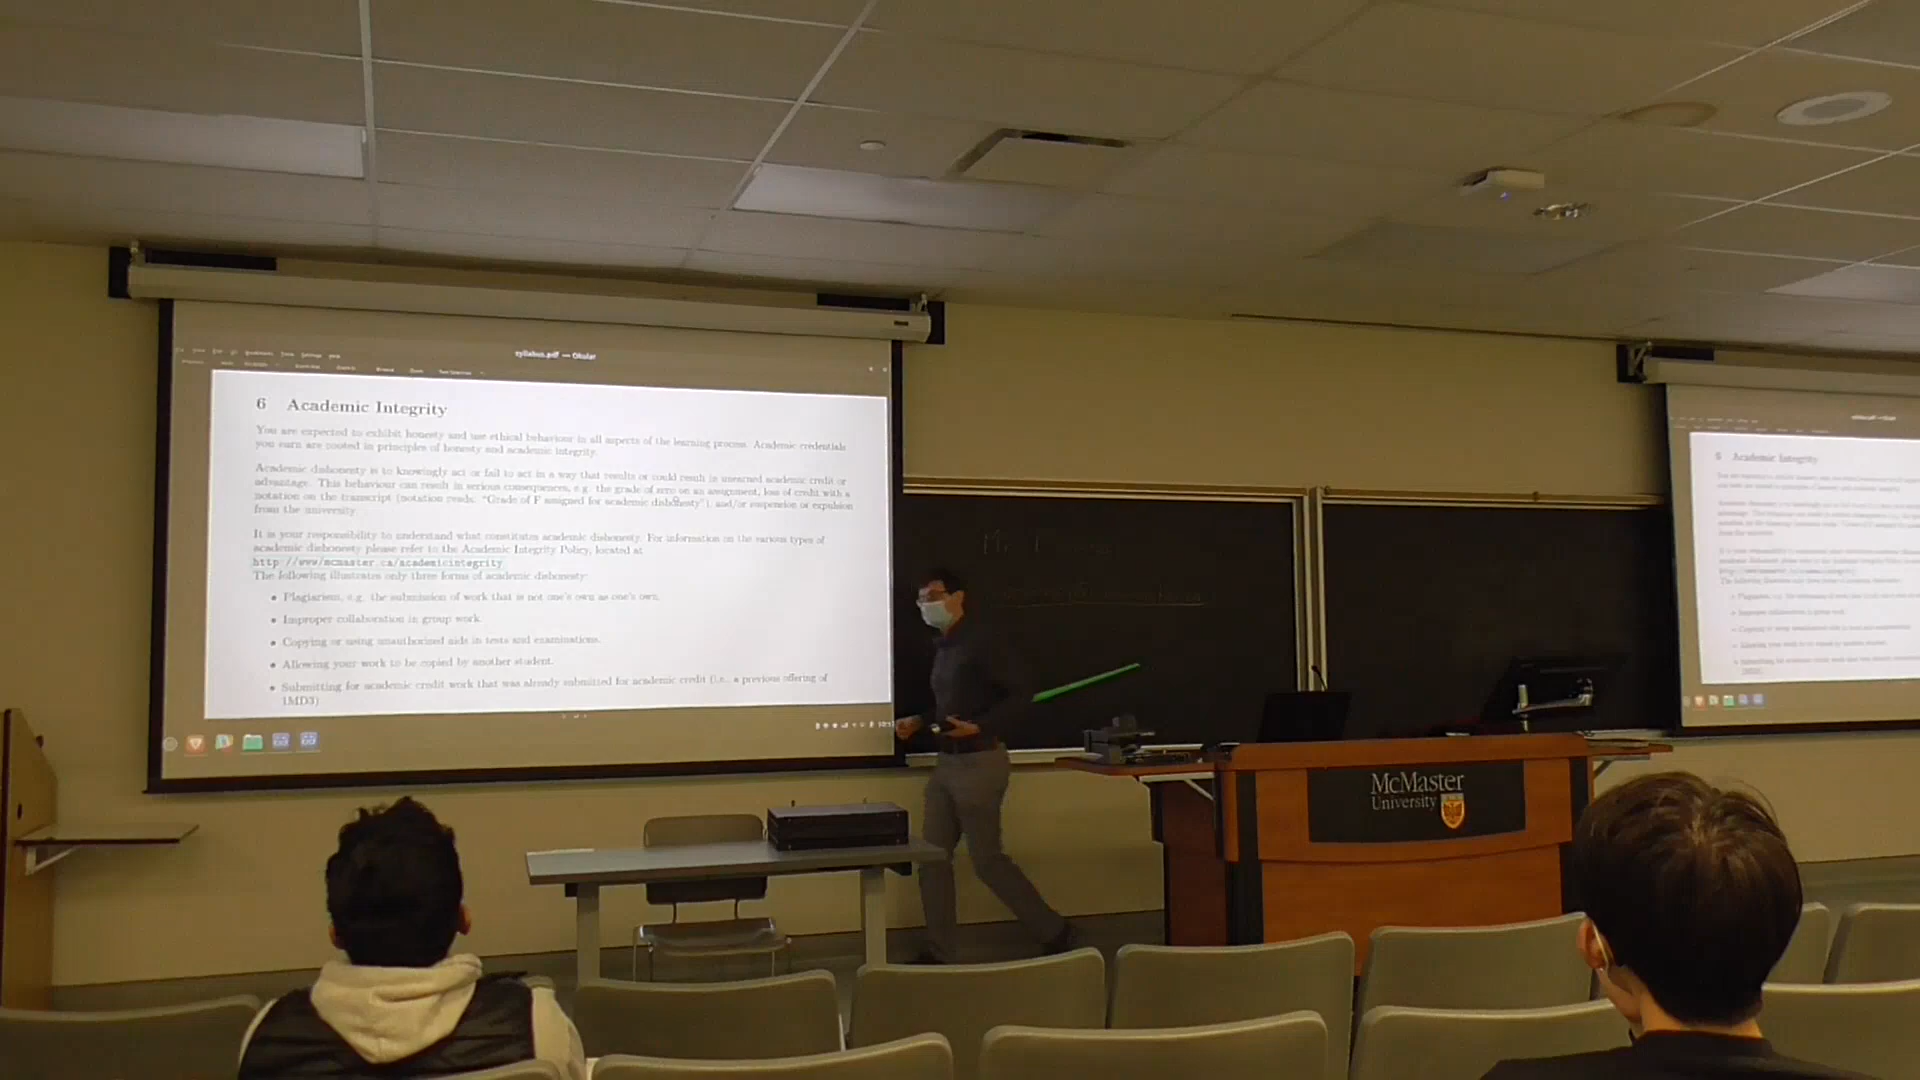 syllabus.pdf — Okular
6 Academic Integrity
You are expected to exhibit honesty and use ethical behaviour in all aspects of the learning process. Academic credentials
you earn are rooted in principles of honesty and academic integrity.
Academic dishonesty is to knowingly act or fail to act in a way that results or could result in unearned academic credit or
advantage. This behaviour can result in serious consequences, e.g. the grade of zero on an assignment, loss of credit with a
notation on the transcript (notation reads: "Grade of F assigned for academic dishonesty"), and/or suspension or expulsion
from the university.
It is your responsibility to understand what constitutes academic dishonesty. For information on the various types of
academic dishonesty please refer to the Academic Integrity Policy, located at
http://www/mcmaster.ca/academicintegrity
The following illustrates only three forms of academic dishonesty:
• Plagiarism, e.g. the submission of work that is not one's own as one's own.
• Improper collaboration in group work.
• Copying or using unauthorized aids in tests and examinations.
• Allowing your work to be copied by another student.
• Submitting for academic credit work that was already submitted for academic credit (i.e., a previous offering of
1MD3)
McMaster
University
6 Academic Integrity